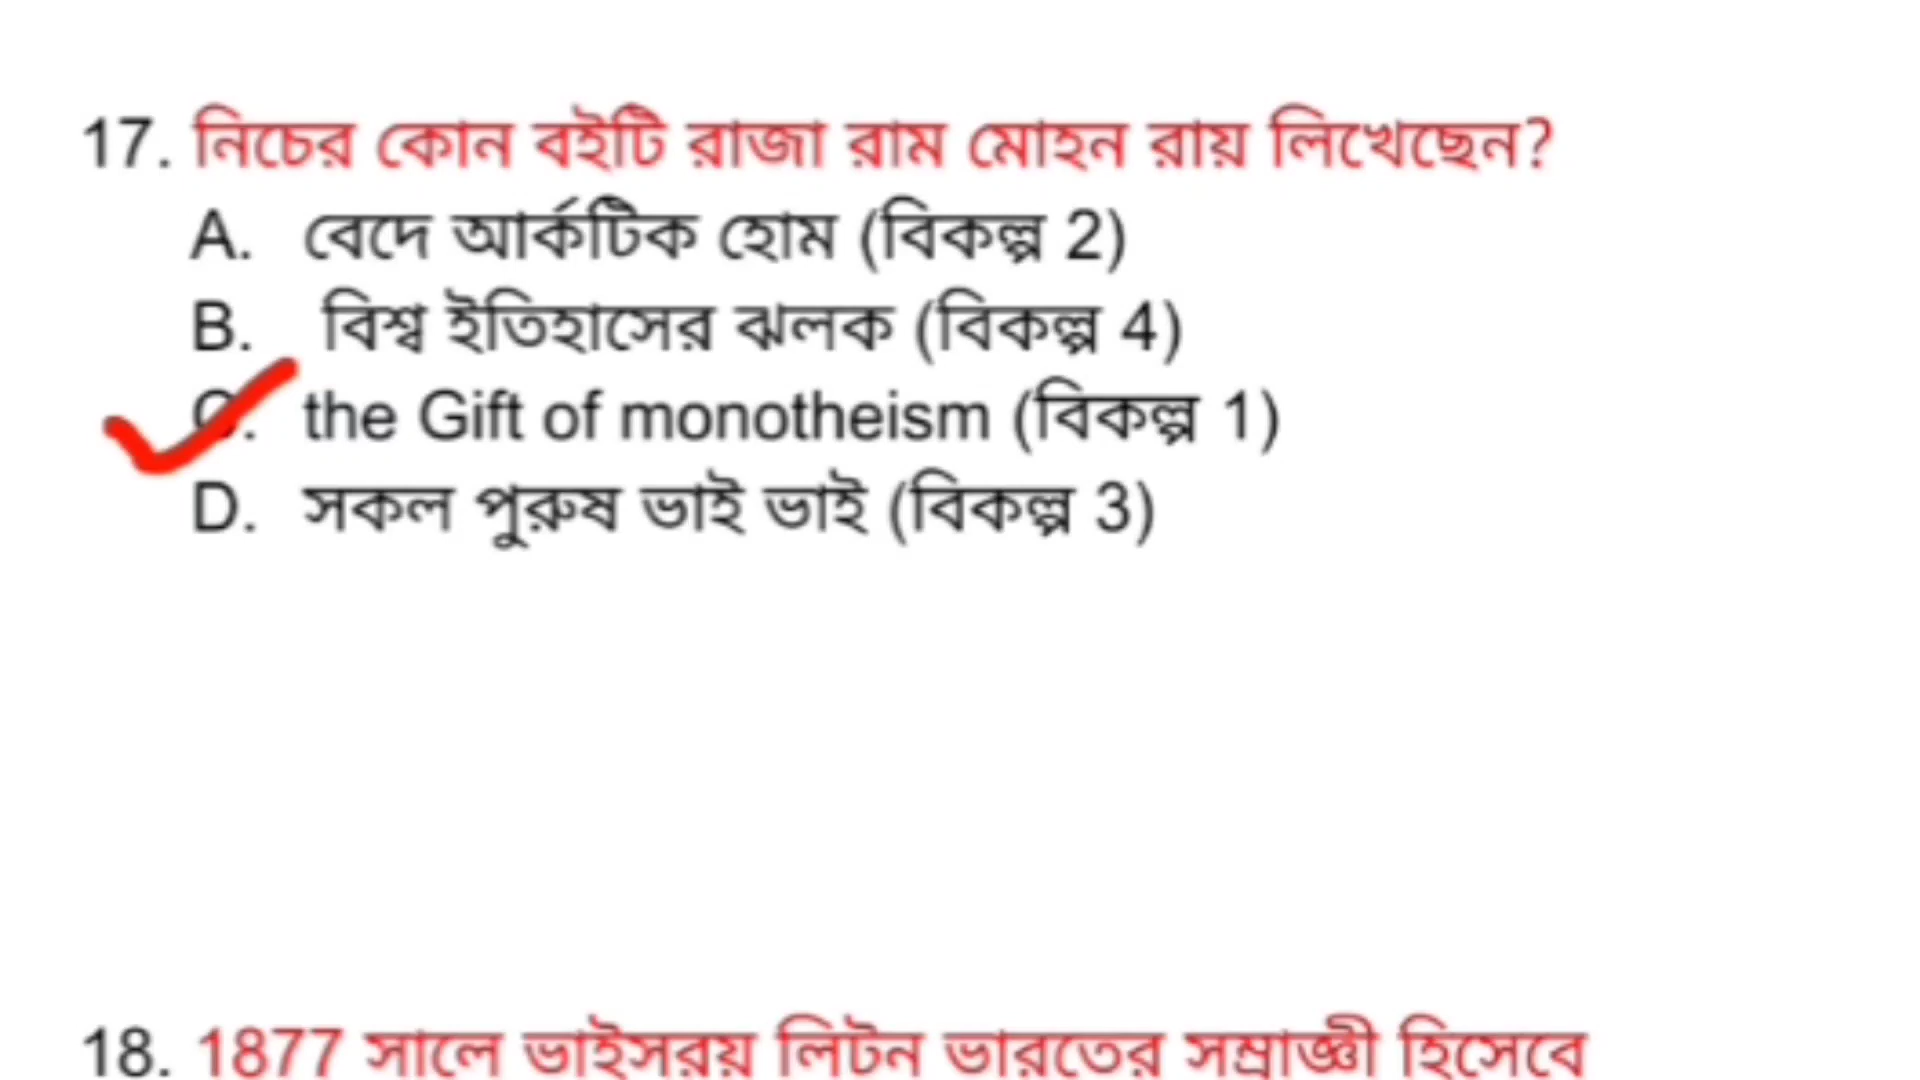 17. নিচের কোন বইটি রাজা রাম মোহন রায় লিখেছেন?
A. বেদে আর্কটিক হোম (বিকল্প 2)
B. বিশ্ব ইতিহাসের ঝলক (বিকল্প 4)
C. the Gift of monotheism (বিকল্প 1)
D. সকল পুরুষ ভাই ভাই (বিকল্প 3)
18. 1877 সালে ভাইসরয় লিটন ভারতের সম্রাজ্ঞী হিসেবে